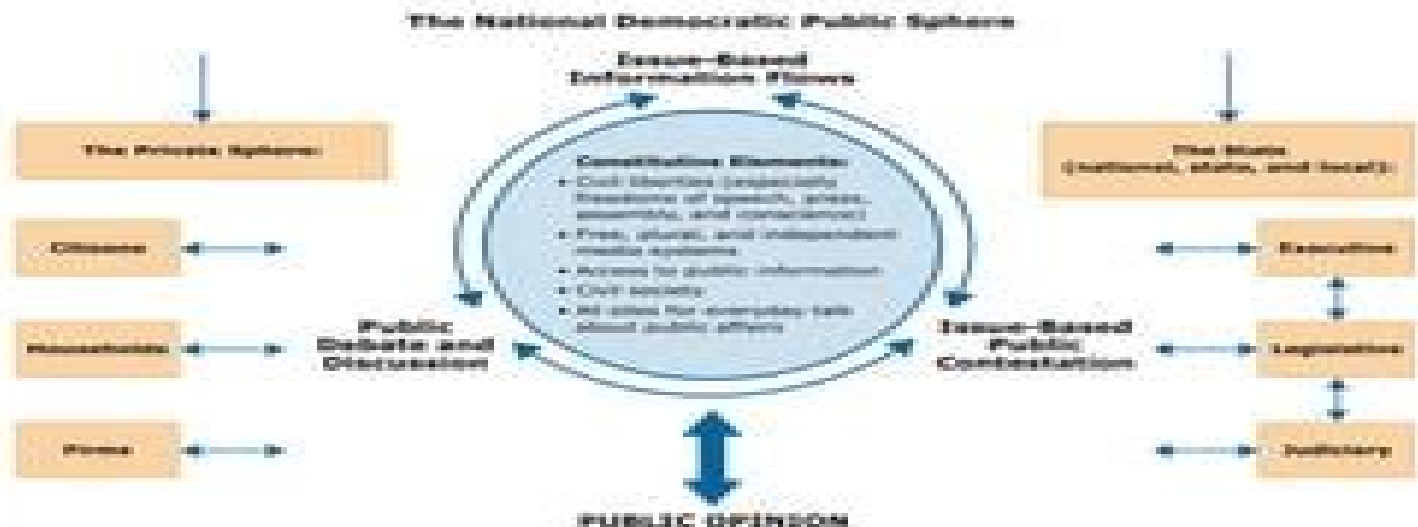 The National Democratic Public Sphere
Issue-Based
Information Flows
The Private Sphere:
The State
(national, state, and local):
Constitutive Elements:
• Civil liberties (especially
freedoms of speech, press,
assembly, and conscience)
• Free, plural, and independent
media systems
• Access to public information
• Civil society
• All sites for everyday talk
about public affairs
Citizens
Executive
Public
Debate and
Discussion
Issue-Based
Public
Contestation
Households
Legislative
Firms
Judiciary
PUBLIC OPINION